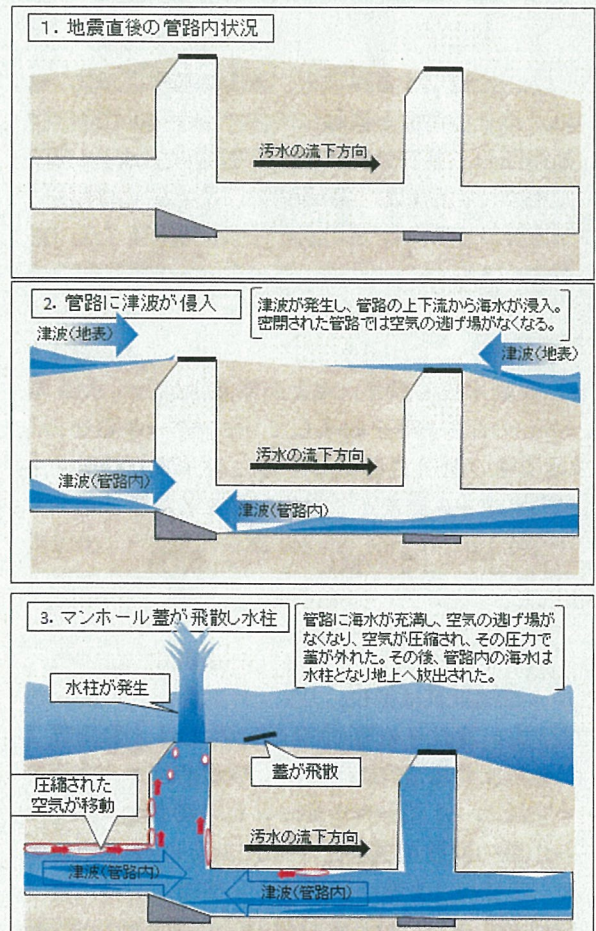 1. 地震直後の管路内状況
汚水の流下方向
2. 管路に津波が侵入
津波が発生し、管路の上下流から海水が浸入。
密閉された管路では空気の逃げ場がなくなる。
津波(地表)
津波(地表)
汚水の流下方向
津波(管路内)
津波(管路内)
3. マンホール蓋が飛散し水柱
管路に海水が充満し、空気の逃げ場が
なくなり、空気が圧縮され、その圧力で
蓋が外れた。その後、管路内の海水は
水柱となり地上へ放出された。
水柱が発生
蓋が飛散
圧縮された
空気が移動
汚水の流下方向
津波(管路内)
津波(管路内)